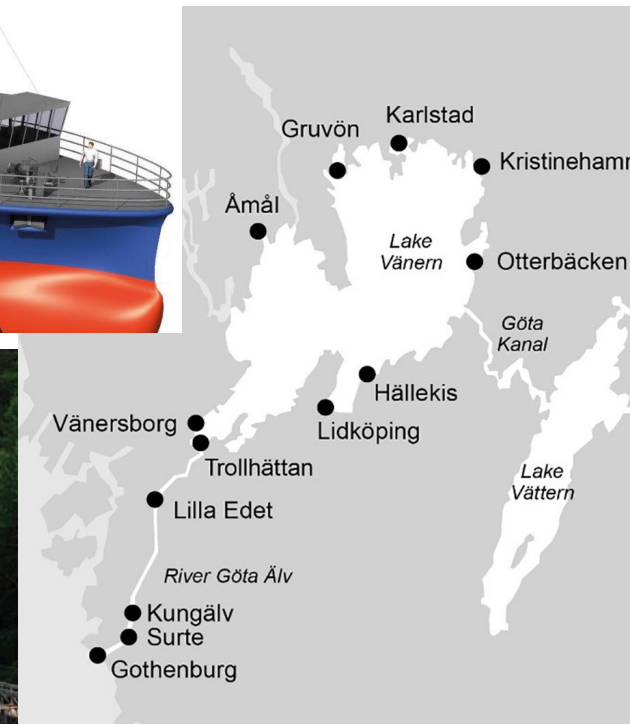 Karlstad
Gruvön
Kristinehamn
Åmål
Lake
Vänern
Otterbäcken
Göta
Kanal
Hällekis
Vänersborg
Lidköping
Trollhättan
Lake
Vättern
Lilla Edet
River Göta Älv
Kungälv
Surte
Gothenburg